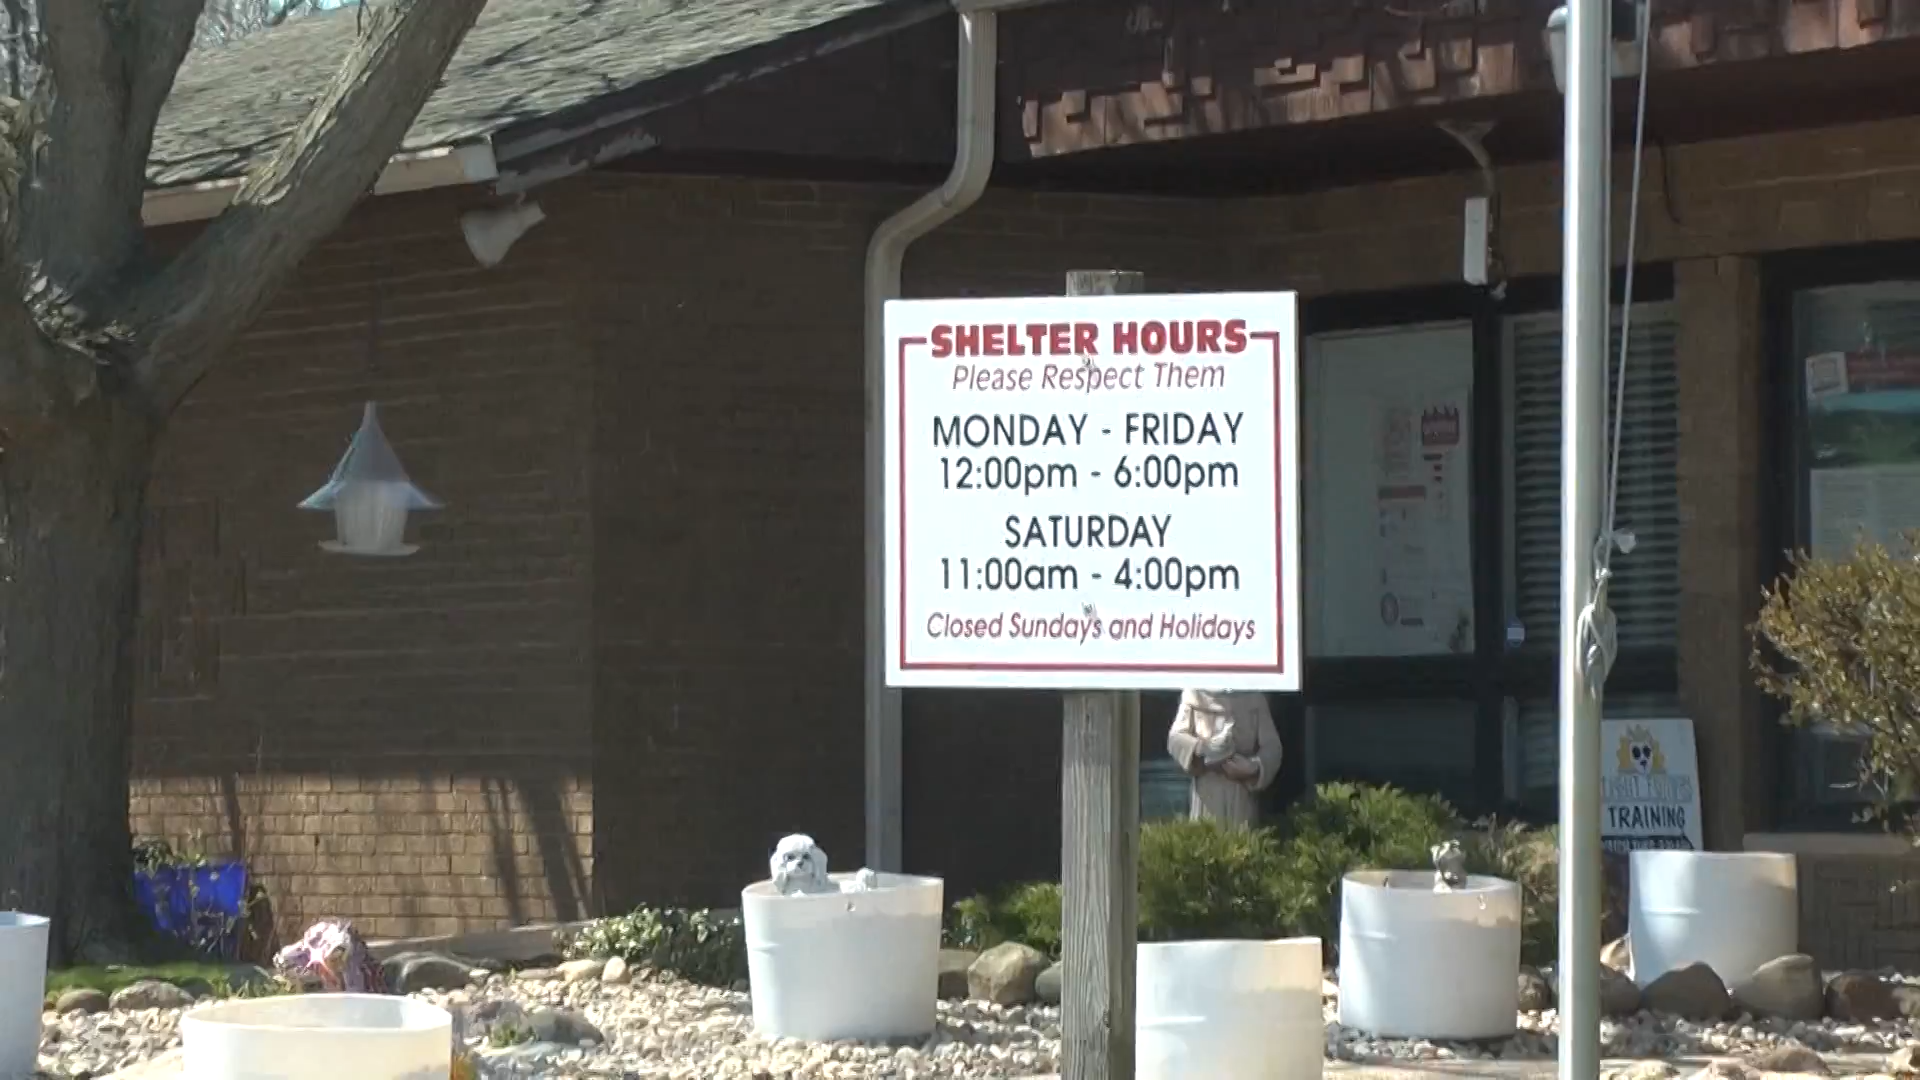 SHELTER HOURS
Please Respect Them
MONDAY - FRIDAY
12:00pm - 6:00pm
SATURDAY
11:00am - 4:00pm
Closed Sundays and Holidays
TRAINING